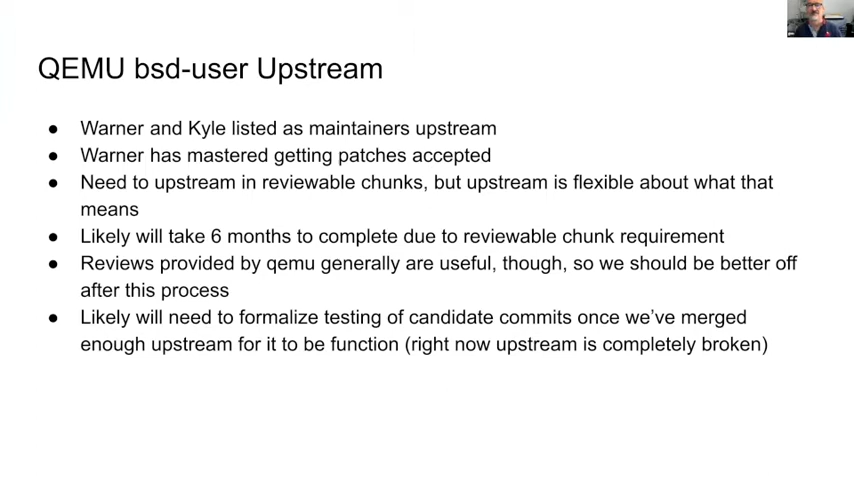 QEMU bsd-user Upstream
● Warner and Kyle listed as maintainers upstream
● Warner has mastered getting patches accepted
● Need to upstream in reviewable chunks, but upstream is flexible about what that
means
● Likely will take 6 months to complete due to reviewable chunk requirement
● Reviews provided by qemu generally are useful, though, so we should be better off
after this process
● Likely will need to formalize testing of candidate commits once we’ve merged
enough upstream for it to be function (right now upstream is completely broken)